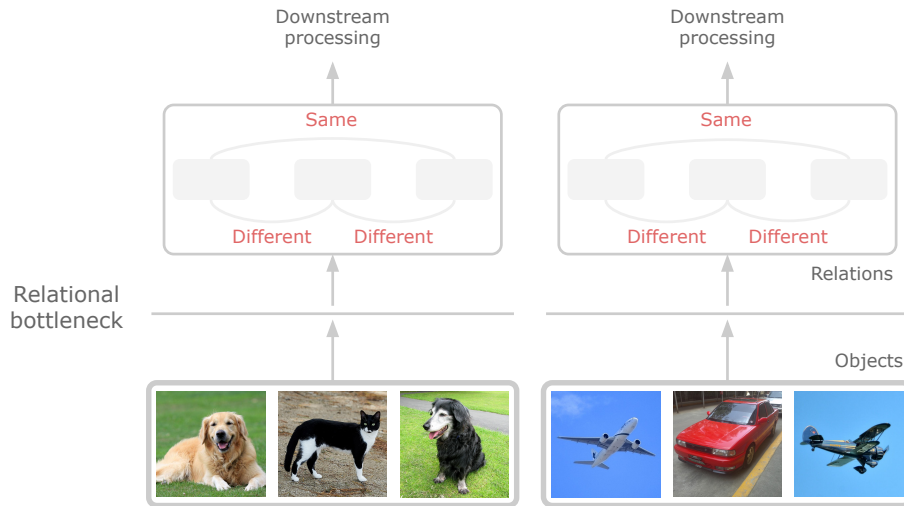 Downstream
processing
Downstream
processing
Same
Same
Different
Different
Different
Different
Relations
Relational
bottleneck
Objects